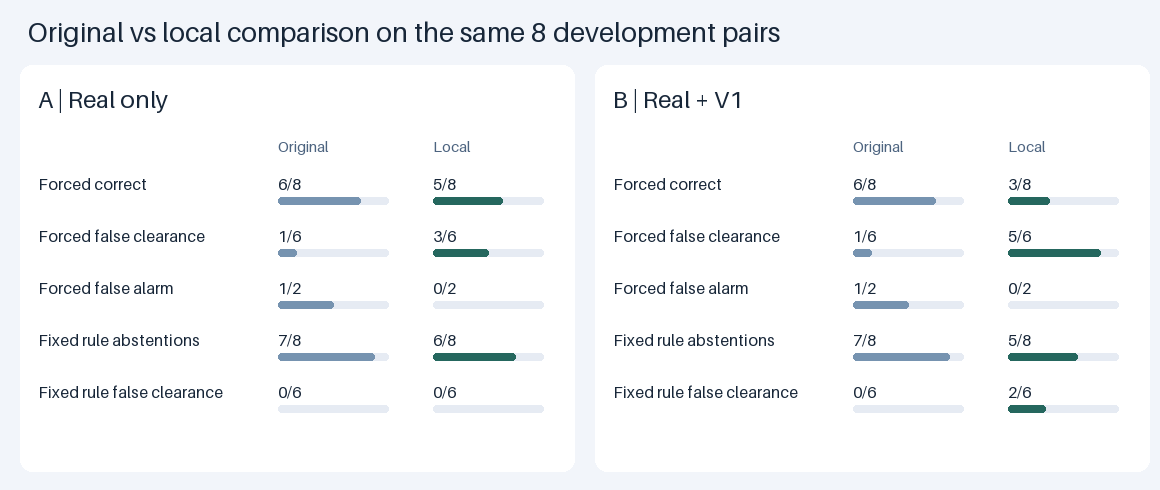 Original vs local comparison on the same 8 development pairs
A | Real only
Original Local
Forced correct 6/8 5/8
Forced false clearance 1/6 3/6
Forced false alarm 1/2 0/2
Fixed rule abstentions 7/8 6/8
Fixed rule false clearance 0/6 0/6
B | Real + V1
Original Local
Forced correct 6/8 3/8
Forced false clearance 1/6 5/6
Forced false alarm 1/2 0/2
Fixed rule abstentions 7/8 5/8
Fixed rule false clearance 0/6 2/6